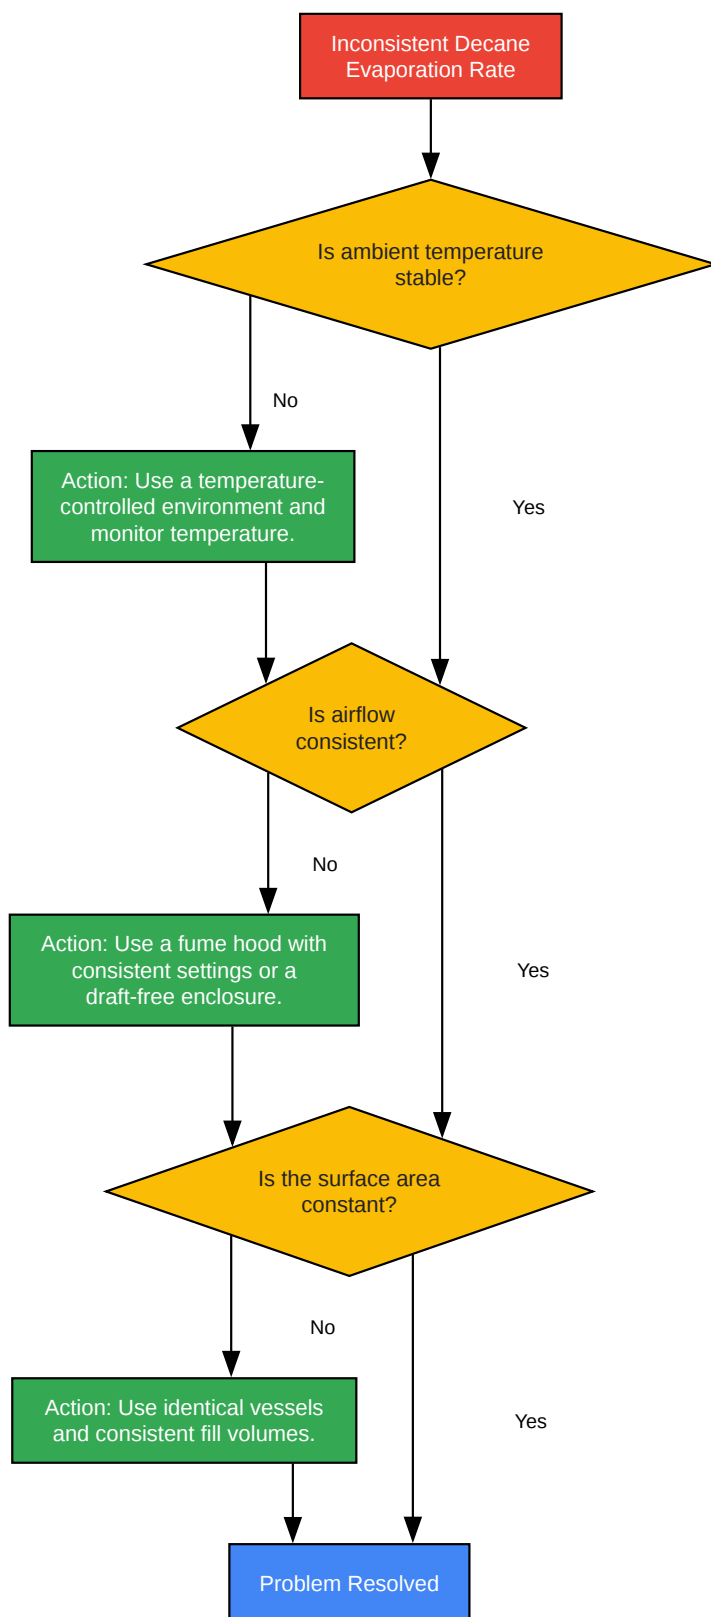 Inconsistent Decane
Evaporation Rate
Is ambient temperature
stable?
No
Action: Use a temperature-
controlled environment and
monitor temperature.
Yes
Is airflow
consistent?
No
Action: Use a fume hood with
consistent settings or a
draft-free enclosure.
Yes
Is the surface area
constant?
No
Action: Use identical vessels
and consistent fill volumes.
Yes
Problem Resolved